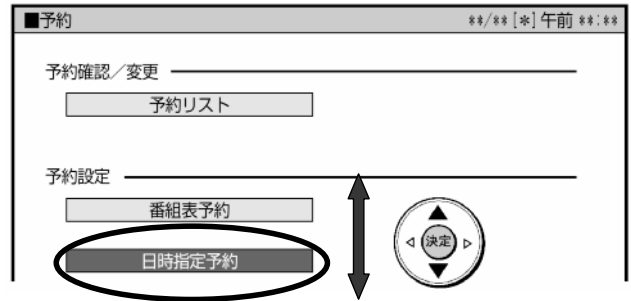 ■予約 **/**[*]午前 **:**
予約確認／変更
予約リスト
予約設定
番組表予約
日時指定予約
決定